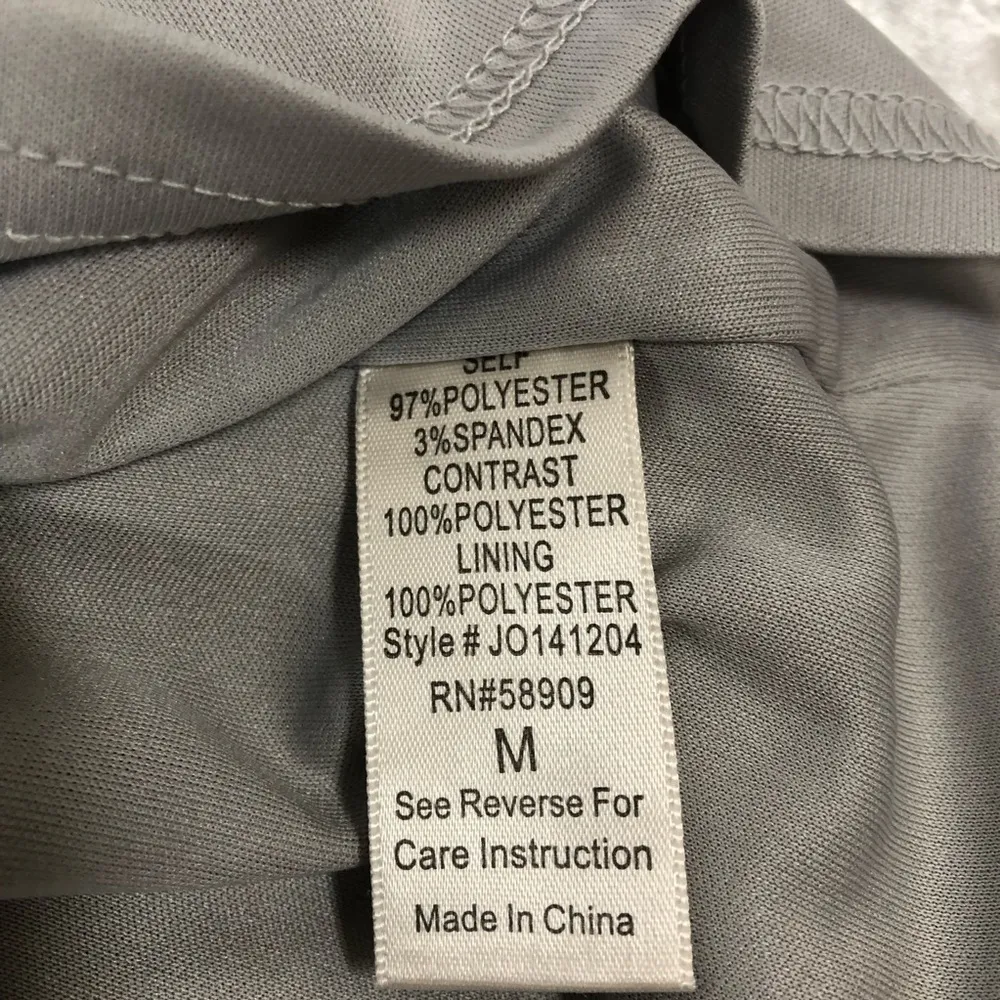 SELF
97%POLYESTER
3%SPANDEX
CONTRAST
100%POLYESTER
LINING
100%POLYESTER
Style # JO141204
RN#58909
M
See Reverse For
Care Instruction
Made In China